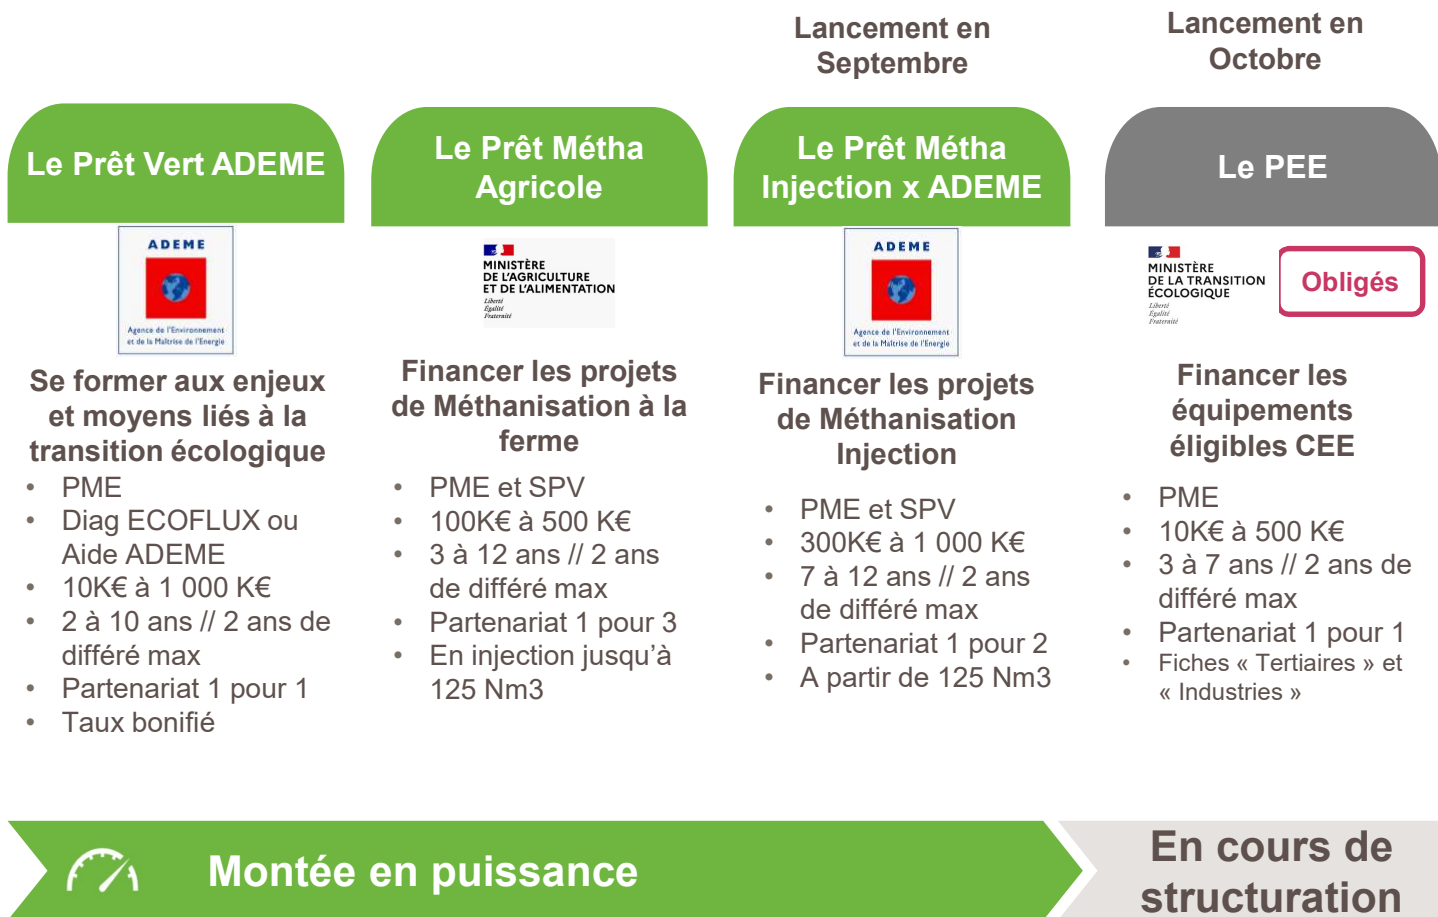 Lancement en
Septembre
Lancement en
Octobre
Le Prêt Vert ADEME
ADEME
Agence de l'Environnement
et de la Maîtrise de l'Energie
Se former aux enjeux
et moyens liés à la
transition écologique
• PME
• Diag ECOFLUX ou
Aide ADEME
• 10K€ à 1 000 K€
• 2 à 10 ans // 2 ans de
différé max
• Partenariat 1 pour 1
• Taux bonifié
Le Prêt Métha
Agricole
MINISTÈRE
DE L'AGRICULTURE
ET DE L'ALIMENTATION
Liberté
Égalité
Fraternité
Financer les projets
de Méthanisation à la
ferme
• PME et SPV
• 100K€ à 500 K€
• 3 à 12 ans // 2 ans
de différé max
• Partenariat 1 pour 3
• En injection jusqu'à
125 Nm3
Le Prêt Métha
Injection x ADEME
ADEME
Agence de l'Environnement
et de la Maîtrise de l'Energie
Financer les projets
de Méthanisation
Injection
• PME et SPV
• 300K€ à 1 000 K€
• 7 à 12 ans // 2 ans
de différé max
• Partenariat 1 pour 2
• A partir de 125 Nm3
Le PEE
MINISTÈRE
DE LA TRANSITION
ÉCOLOGIQUE
Liberté
Égalité
Fraternité
Obligés
Financer les
équipements
éligibles CEE
• PME
• 10K€ à 500 K€
• 3 à 7 ans // 2 ans de
différé max
• Partenariat 1 pour 1
• Fiches « Tertiaires » et
« Industries »
Montée en puissance
En cours de
structuration